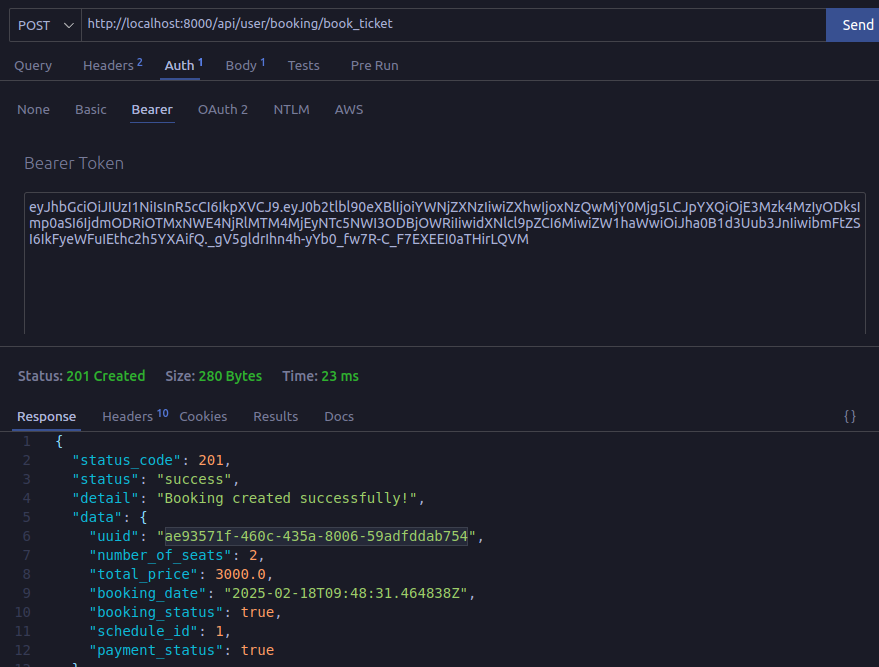 POST http://localhost:8000/api/user/booking/book_ticket Send
Query Headers 2 Auth 1 Body 1 Tests Pre Run
None Basic Bearer OAuth 2 NTLM AWS
Bearer Token
eyJhbGciOiJIUzI1NiIsInR5cCI6IkpXVCJ9.eyJ0b2tlbl90eXBlIjoiYWNjZXNzIiwiZXhwIjoxNzQwMjY0Mjg5LCJpYXQiOjE3Mzk4MzIyODksI
mp0aSI6IjdmODRiOTMxNWE4NjRlMTM4MjEyNTc5NWI3ODBjOWRiIiwidXNlcl9pZCI6MiwiZW1haWwiOiJha0B1d3Uub3JnIiwibmFtZS
I6IkFyeWFuIEthc2h5YXAifQ._gV5gldrIhn4h-yYb0_fw7R-C_F7EXEEI0aTHirLQVM
Status: 201 Created Size: 280 Bytes Time: 23 ms
Response Headers 10 Cookies Results Docs {}
1 {
2 "status_code": 201,
3 "status": "success",
4 "detail": "Booking created successfully!",
5 "data": {
6 "uuid": "ae93571f-460c-435a-8006-59adfddab754",
7 "number_of_seats": 2,
8 "total_price": 3000.0,
9 "booking_date": "2025-02-18T09:48:31.464838Z",
10 "booking_status": true,
11 "schedule_id": 1,
12 "payment_status": true